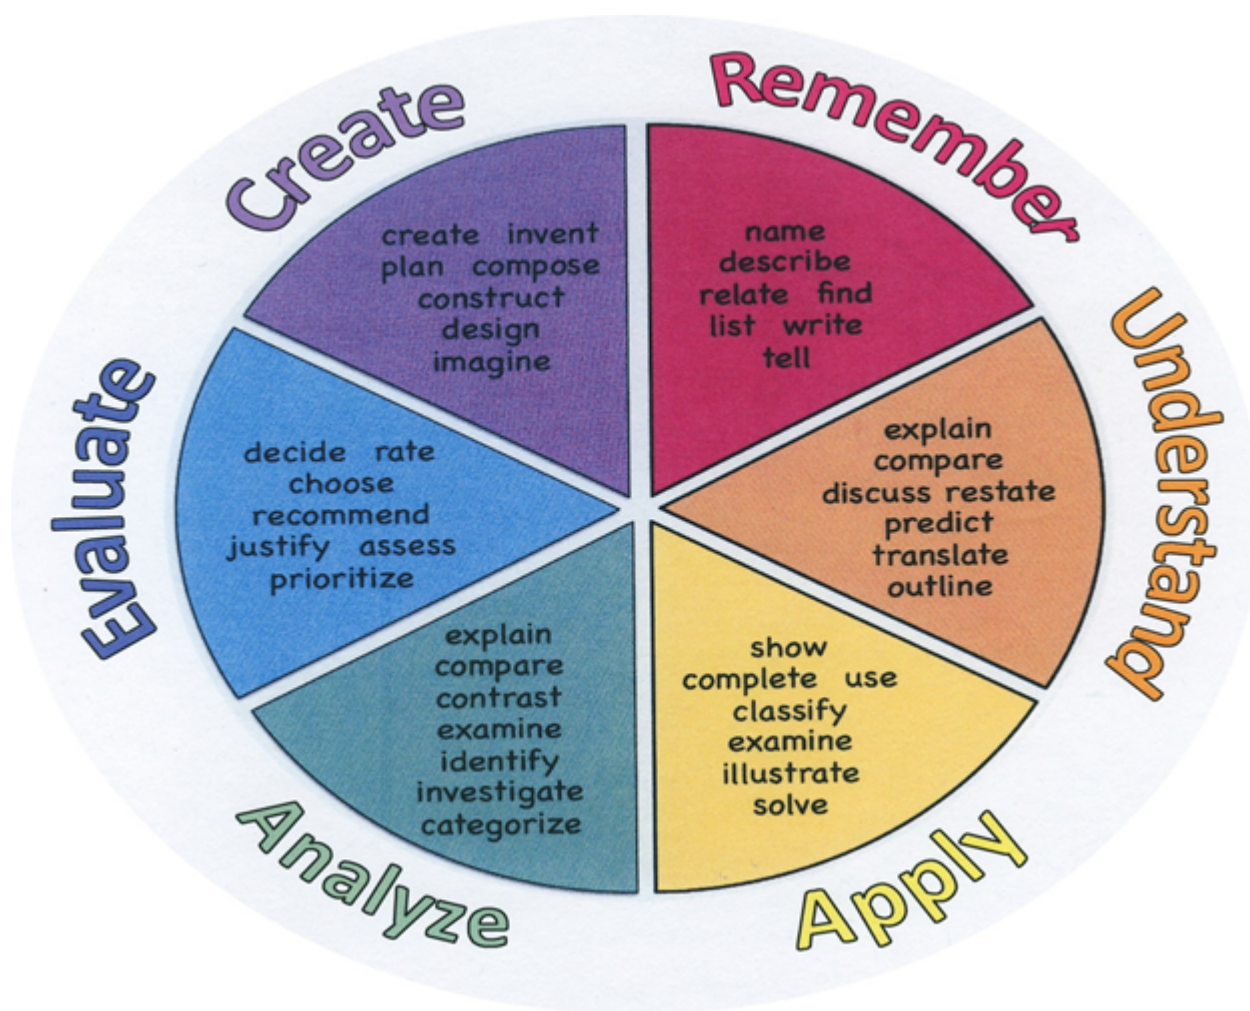 Remember
name
describe
relate find
list write
tell
Understand
explain
compare
discuss restate
predict
translate
outline
Apply
show
complete use
classify
examine
illustrate
solve
Analyze
explain
compare
contrast
examine
identify
investigate
categorize
Evaluate
decide rate
choose
recommend
justify assess
prioritize
Create
create invent
plan compose
construct
design
imagine